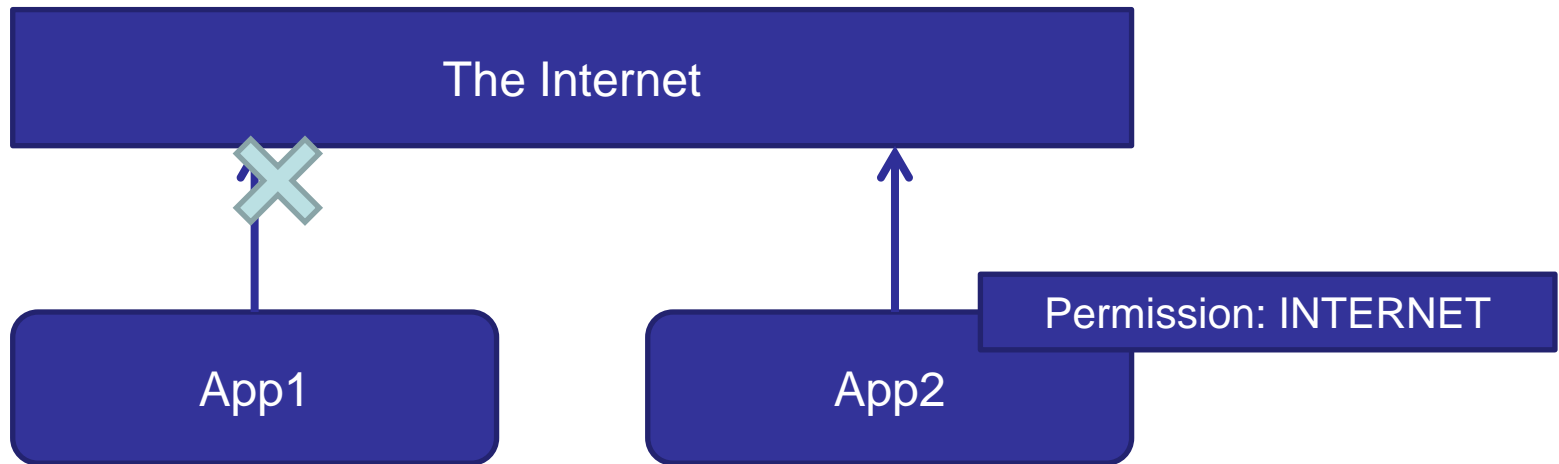 The Internet
Permission: INTERNET
App1
App2